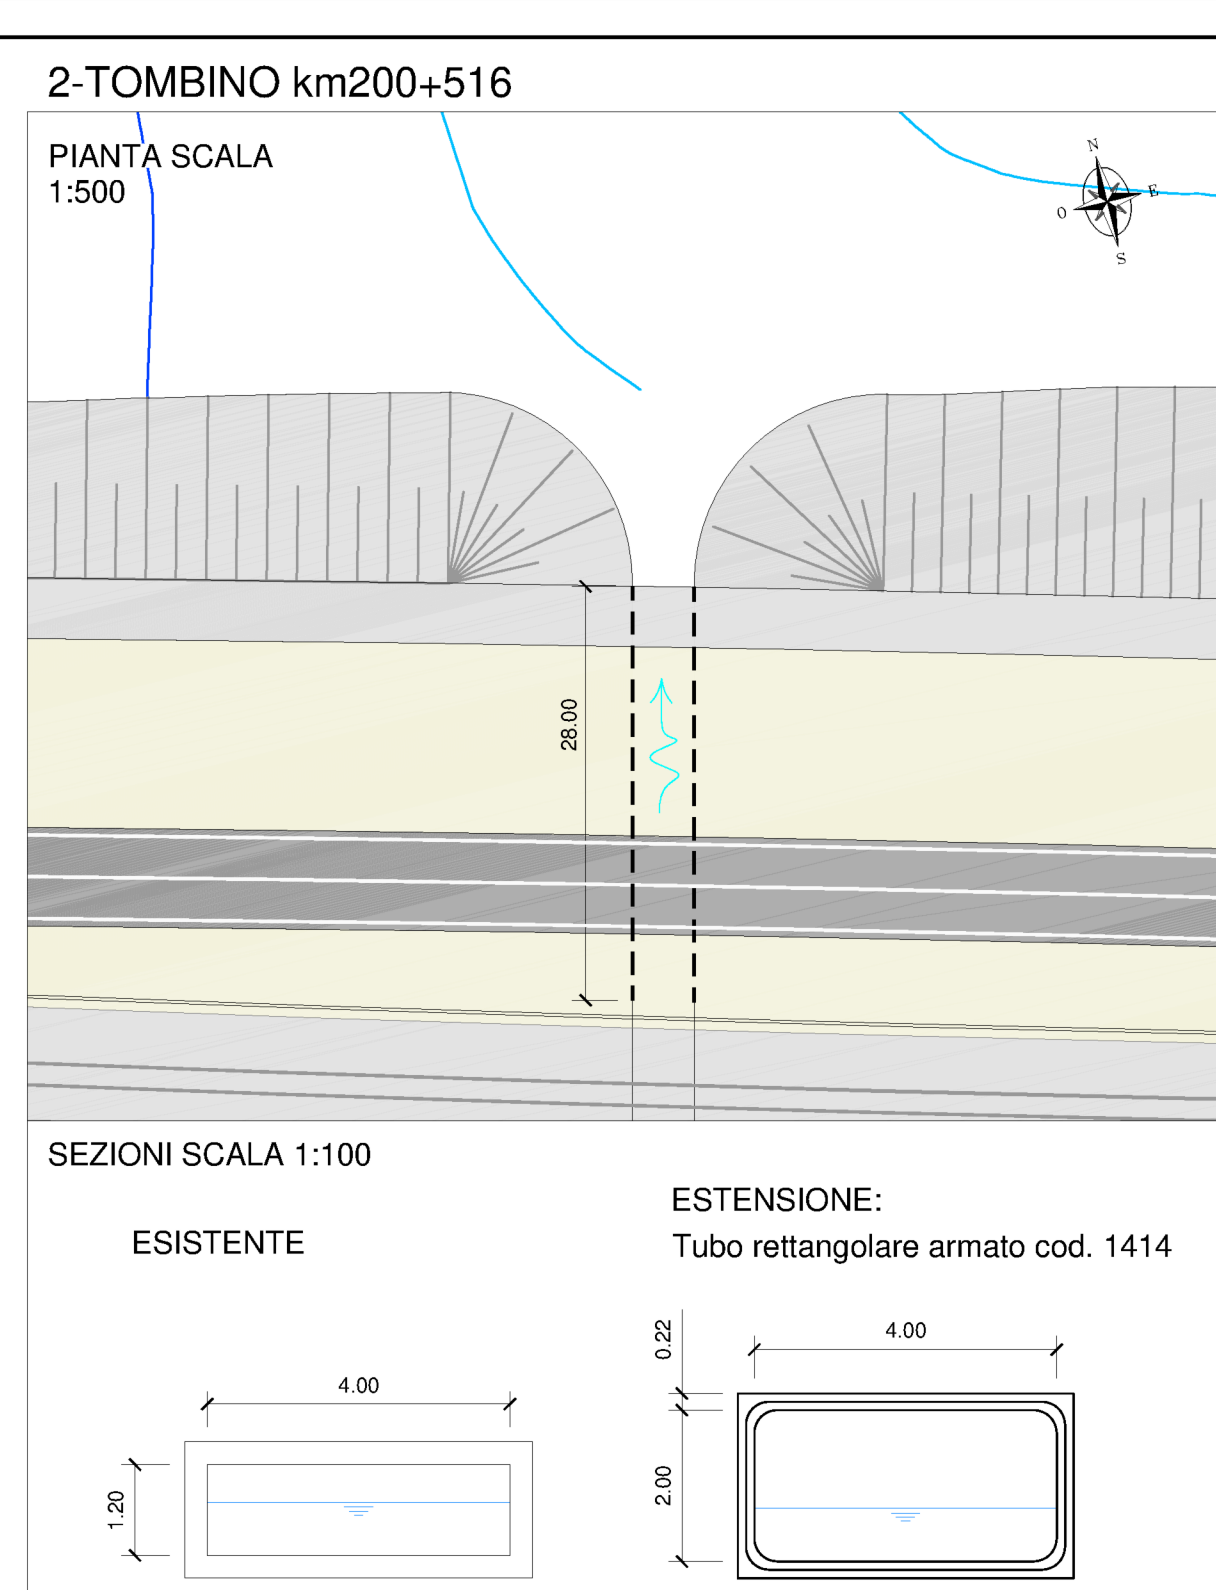 2-TOMBINO km200+516
PIANTA SCALA
1:500
N
O
E
S
28.00
SEZIONI SCALA 1:100
ESISTENTE
ESTENSIONE:
Tubo rettangolare armato cod. 1414
4.00
1.20
0.22
4.00
2.00